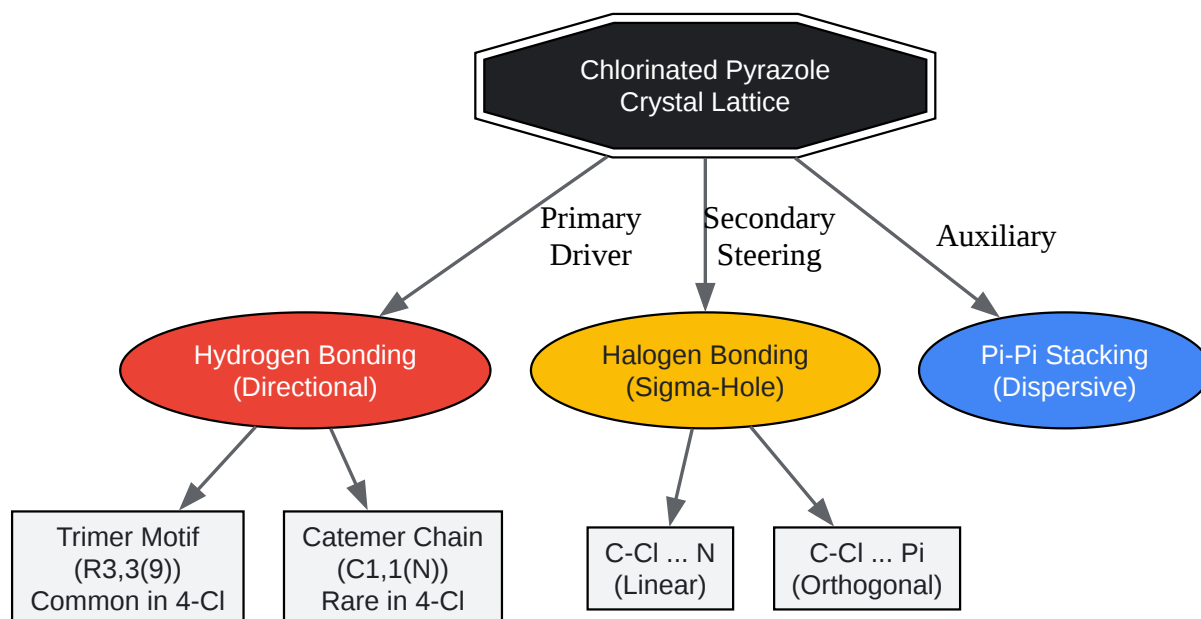 Chlorinated Pyrazole
Crystal Lattice
Primary
Driver
Secondary
Steering
Auxiliary
Hydrogen Bonding
(Directional)
Halogen Bonding
(Sigma-Hole)
Pi-Pi Stacking
(Dispersive)
Trimer Motif
(R3,3(9))
Common in 4-Cl
Catemer Chain
(C1,1(N))
Rare in 4-Cl
C-Cl ... N
(Linear)
C-Cl ... Pi
(Orthogonal)